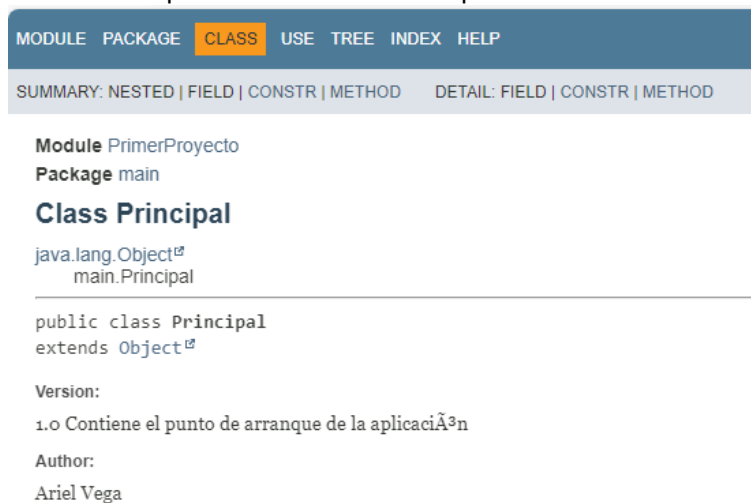 MODULE PACKAGE CLASS USE TREE INDEX HELP
SUMMARY: NESTED | FIELD | CONSTR | METHOD DETAIL: FIELD | CONSTR | METHOD
Module PrimerProyecto
Package main
Class Principal
java.lang.Object
main.Principal
public class Principal
extends Object
Version:
1.0 Contiene el punto de arranque de la aplicaciÃ³n
Author:
Ariel Vega